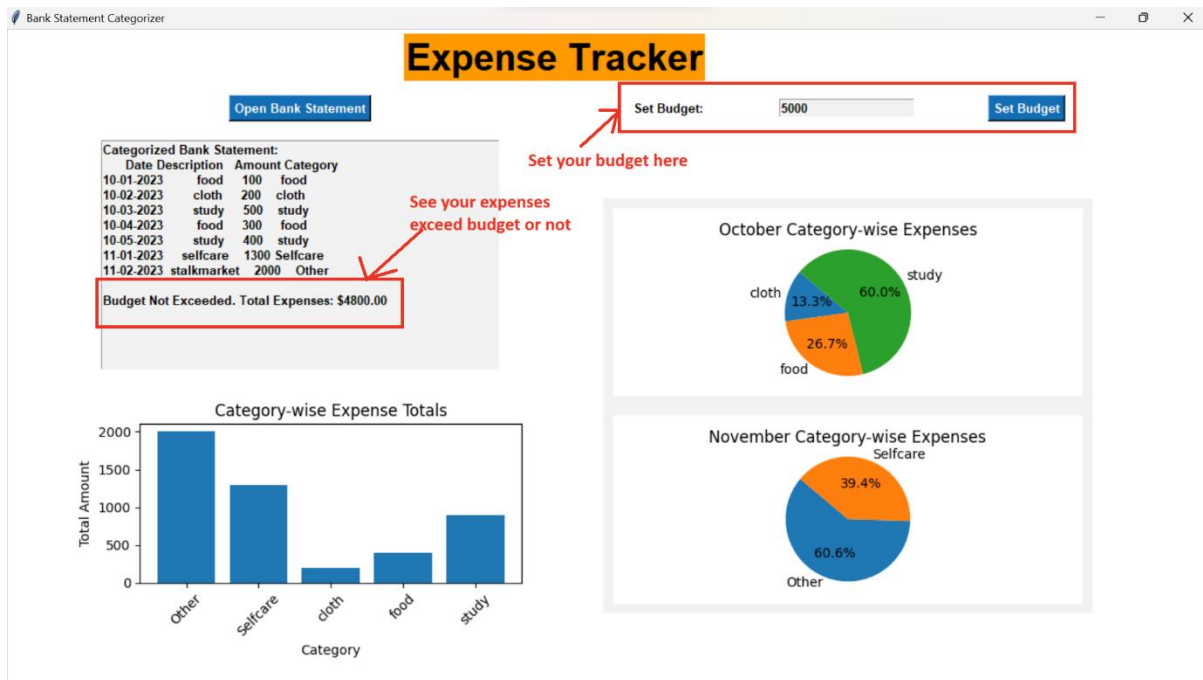 Bank Statement Categorizer
Expense Tracker
Open Bank Statement
Set Budget:
5000
Set Budget
Set your budget here
Categorized Bank Statement:
Date Description Amount Category
10-01-2023 food 100 food
10-02-2023 cloth 200 cloth
10-03-2023 study 500 study
10-04-2023 food 300 food
10-05-2023 study 400 study
11-01-2023 selfcare 1300 Selfcare
11-02-2023 stalkmarket 2000 Other
Budget Not Exceeded. Total Expenses: $4800.00
See your expenses
exceed budget or not
October Category-wise Expenses
study
cloth
60.0%
13.3%
26.7%
food
Category-wise Expense Totals
2000
1500
1000
500
0
Total Amount
Other
Selfcare
cloth
food
study
Category
November Category-wise Expenses
Selfcare
39.4%
60.6%
Other